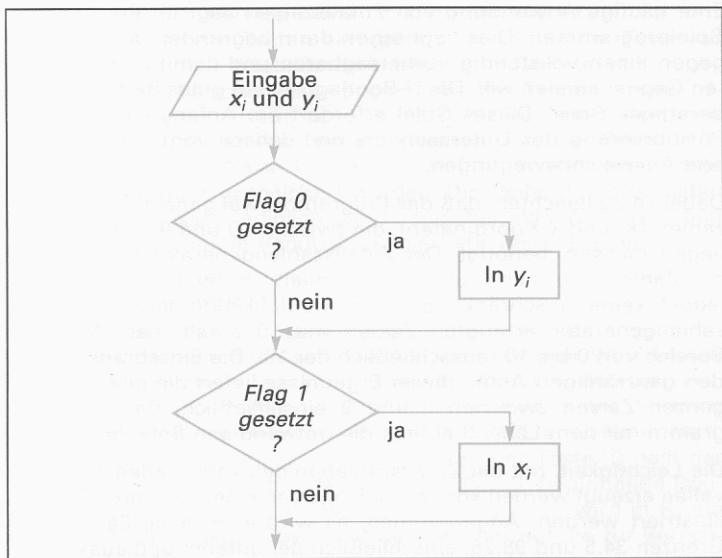 Eingabe
x_i und y_i
Flag 0
gesetzt
?
ja
ln y_i
nein
Flag 1
gesetzt
?
ja
ln x_i
nein